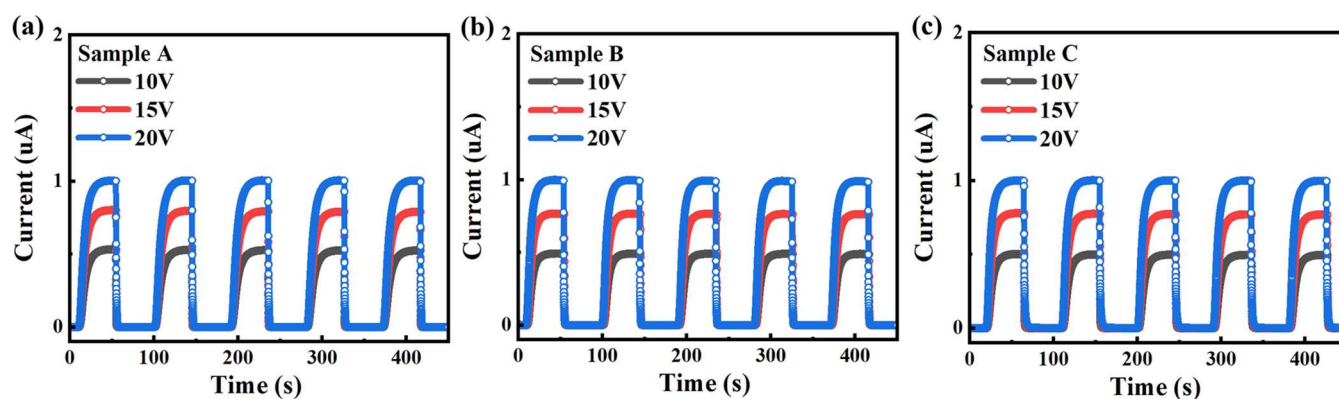 (a)
Sample A
10V
15V
20V
Current (uA)
2
1
0
0 100 200 300 400
Time (s)
(b)
Sample B
10V
15V
20V
Current (uA)
2
1
0
0 100 200 300 400
Time (s)
(c)
Sample C
10V
15V
20V
Current (uA)
2
1
0
0 100 200 300 400
Time (s)